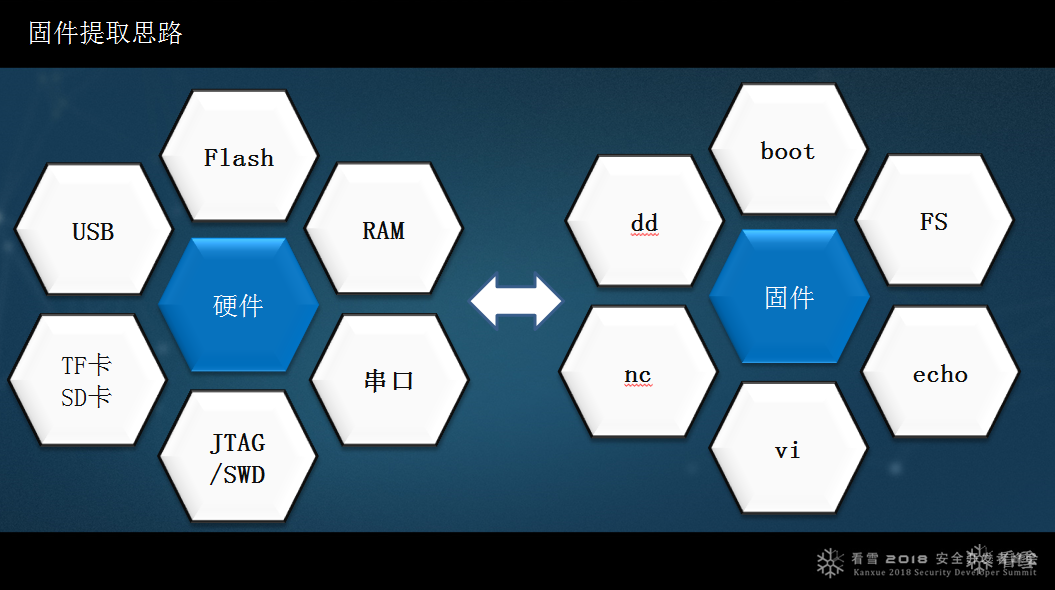 固件提取思路
Flash
USB
RAM
硬件
TF卡
SD卡
串口
JTAG
/SWD
boot
dd
FS
固件
nc
echo
vi
看雪 2018 安全开发者峰会
Kanxue 2018 Security Developer Summit
看雪